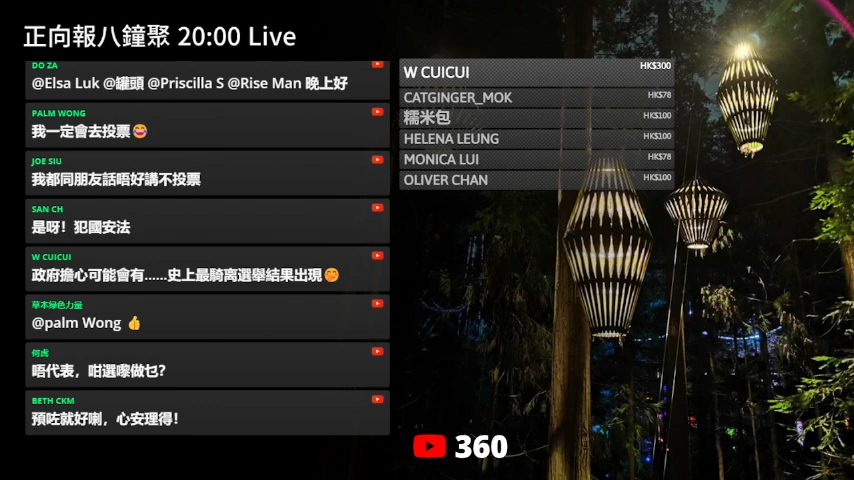 正向報八鐘聚 20:00 Live
DO ZA
@Elsa Luk @罐頭 @Priscilla S @Rise Man 晚上好
PALM WONG
我一定會去投票😂
JOE SIU
我都同朋友話唔好講不投票
SAN CH
是呀！犯國安法
W CUICUI
政府擔心可能會有......史上最騎离選舉結果出現🤭
草本绿色力量
@palm Wong 👍
何虎
唔代表，咁選嚟做乜？
BETH CKM
預咗就好喇，心安理得！
W CUICUI HK$300
CATGINGER_MOK HK$78
糯米包 HK$100
HELENA LEUNG HK$100
MONICA LUI HK$78
OLIVER CHAN HK$100
360